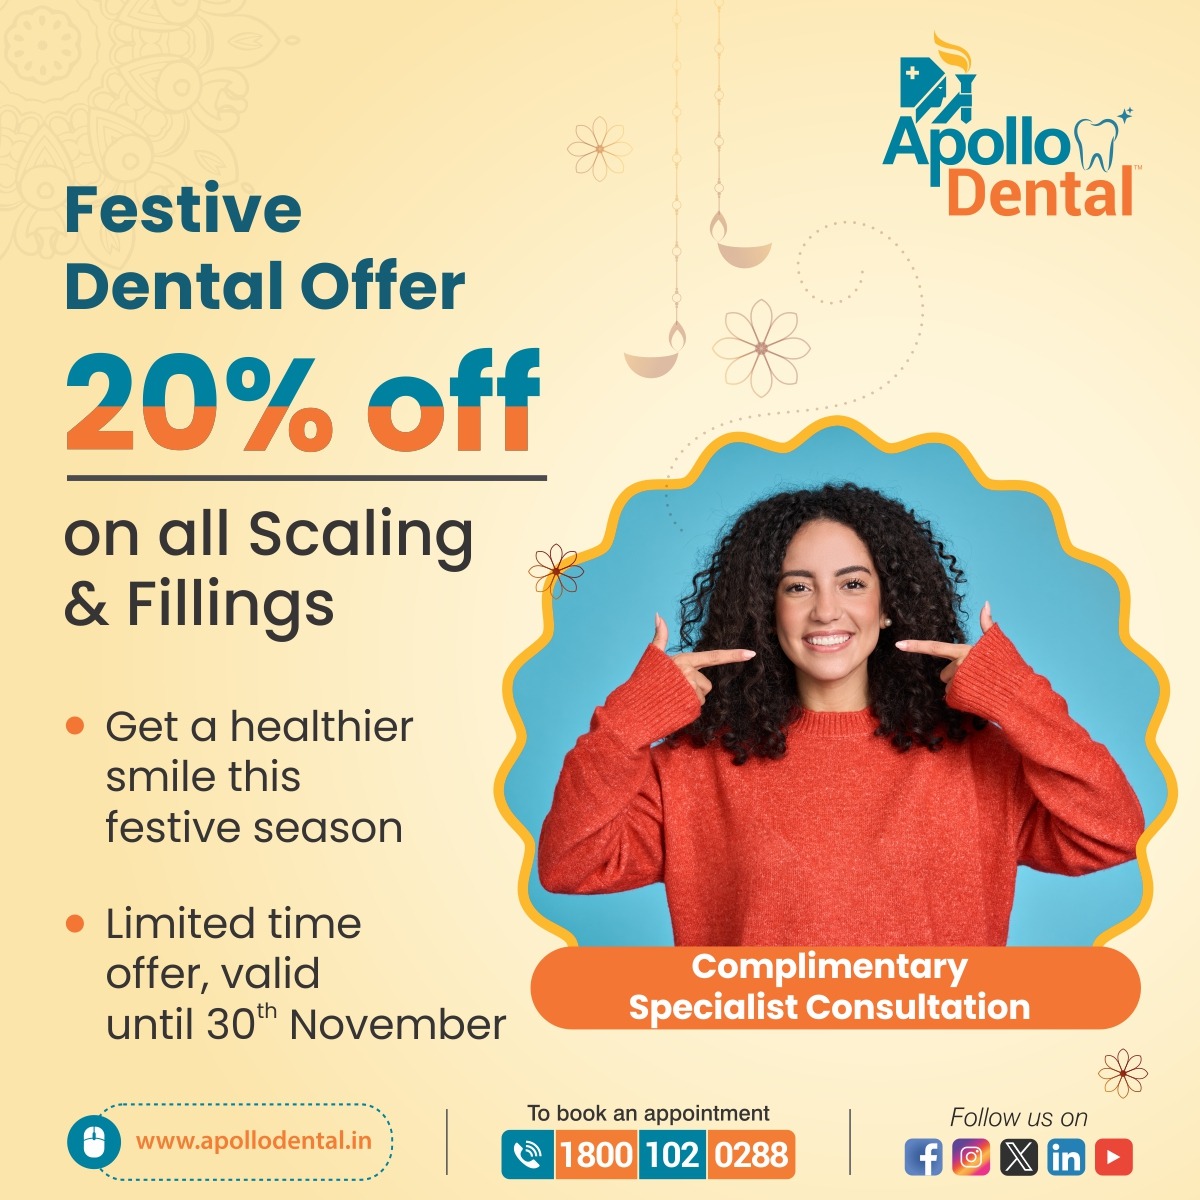 Apollo
Dental™
Festive
Dental Offer
20% off
on all Scaling
& Fillings
Get a healthier
smile this
festive season
Limited time
offer, valid
until 30th November
Complimentary
Specialist Consultation
www.apollodental.in
To book an appointment
1800 102 0288
Follow us on